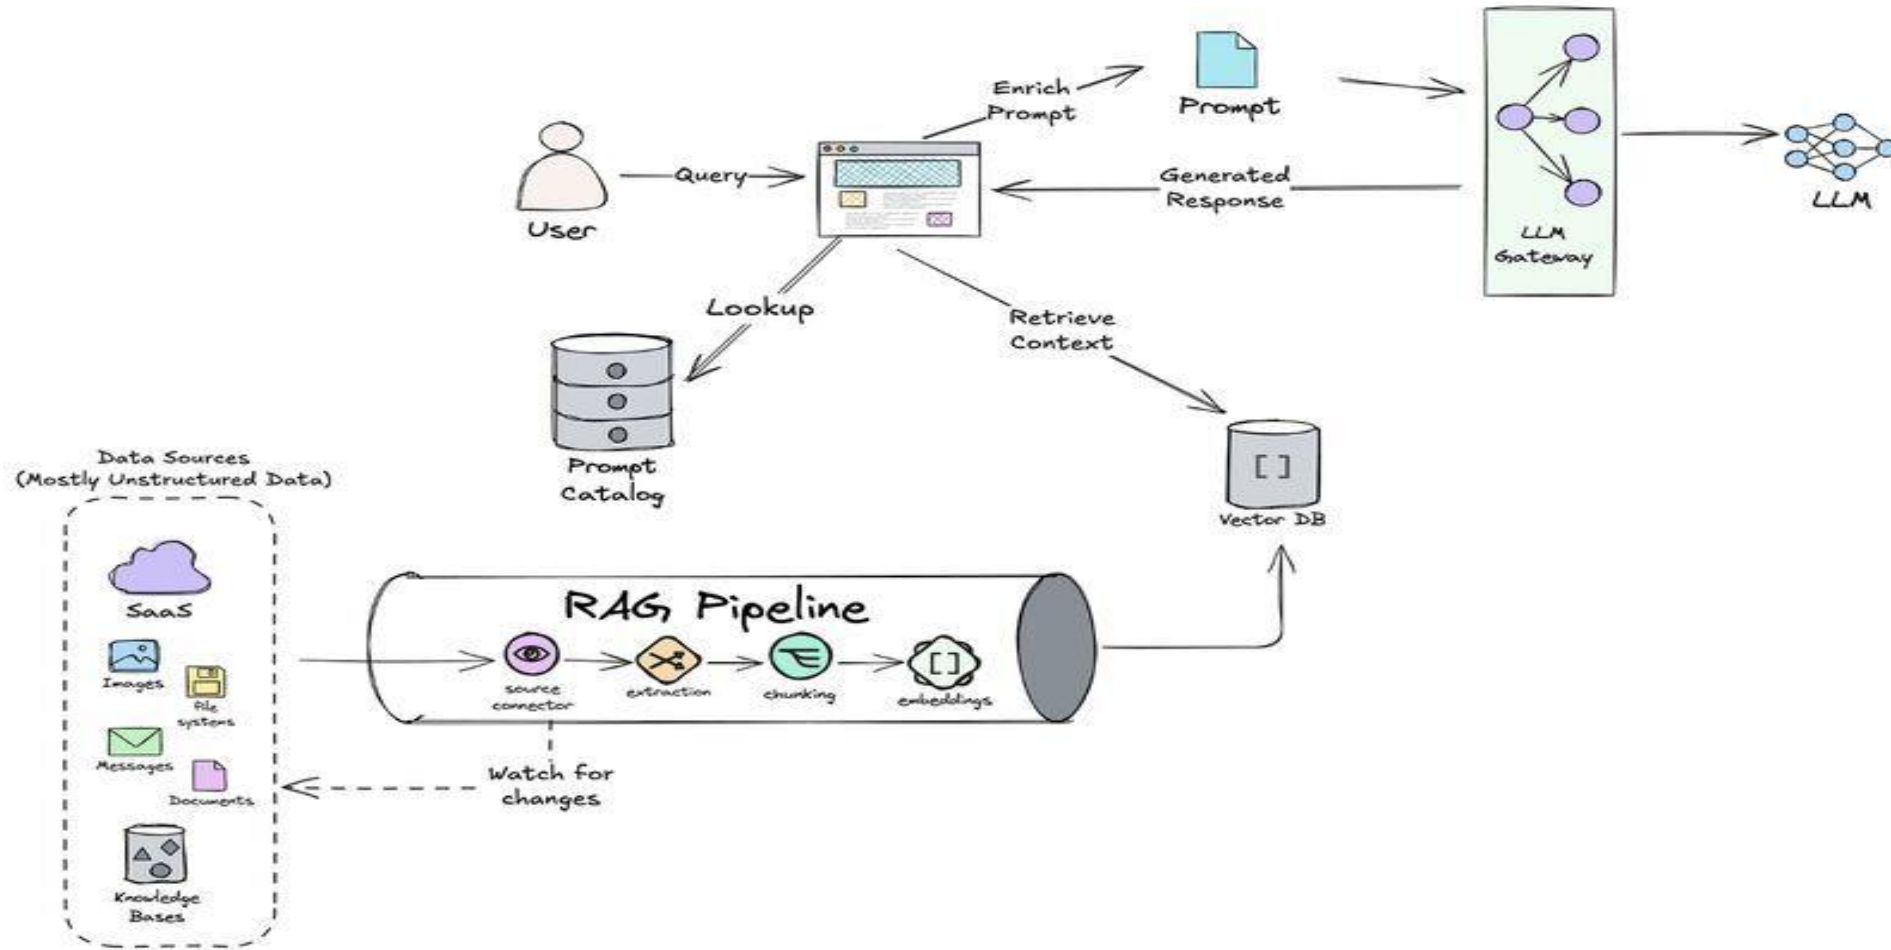 Enrich
Prompt
Prompt
Query
User
Generated
Response
LLM
Gateway
LLM
Lookup
Retrieve
Context
Prompt
Catalog
Vector DB
Data Sources
(Mostly Unstructured Data)
SaaS
Images
file
systems
Messages
Documents
Knowledge
Bases
RAG Pipeline
source
connector
extraction
chunking
embeddings
Watch for
changes